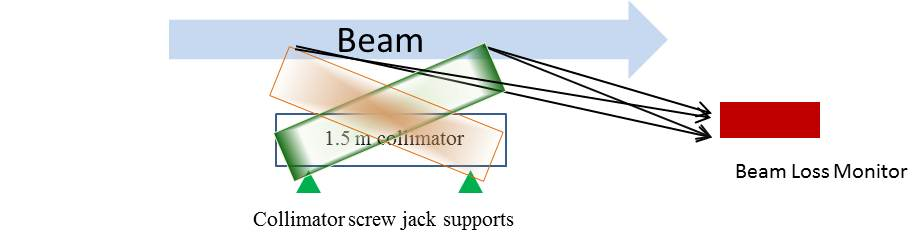 Beam
1.5 m collimator
Beam Loss Monitor
Collimator screw jack supports